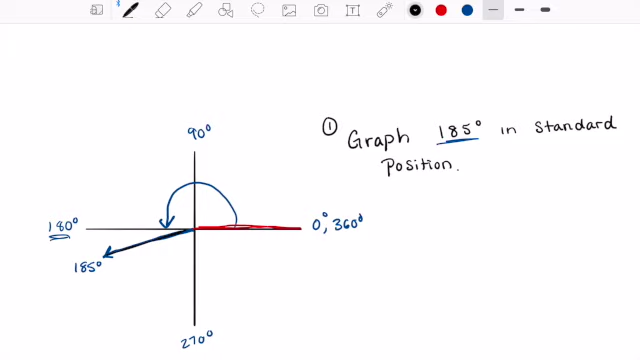 ① Graph 185° in Standard
Position.
90°
180°
0°, 360°
185°
270°